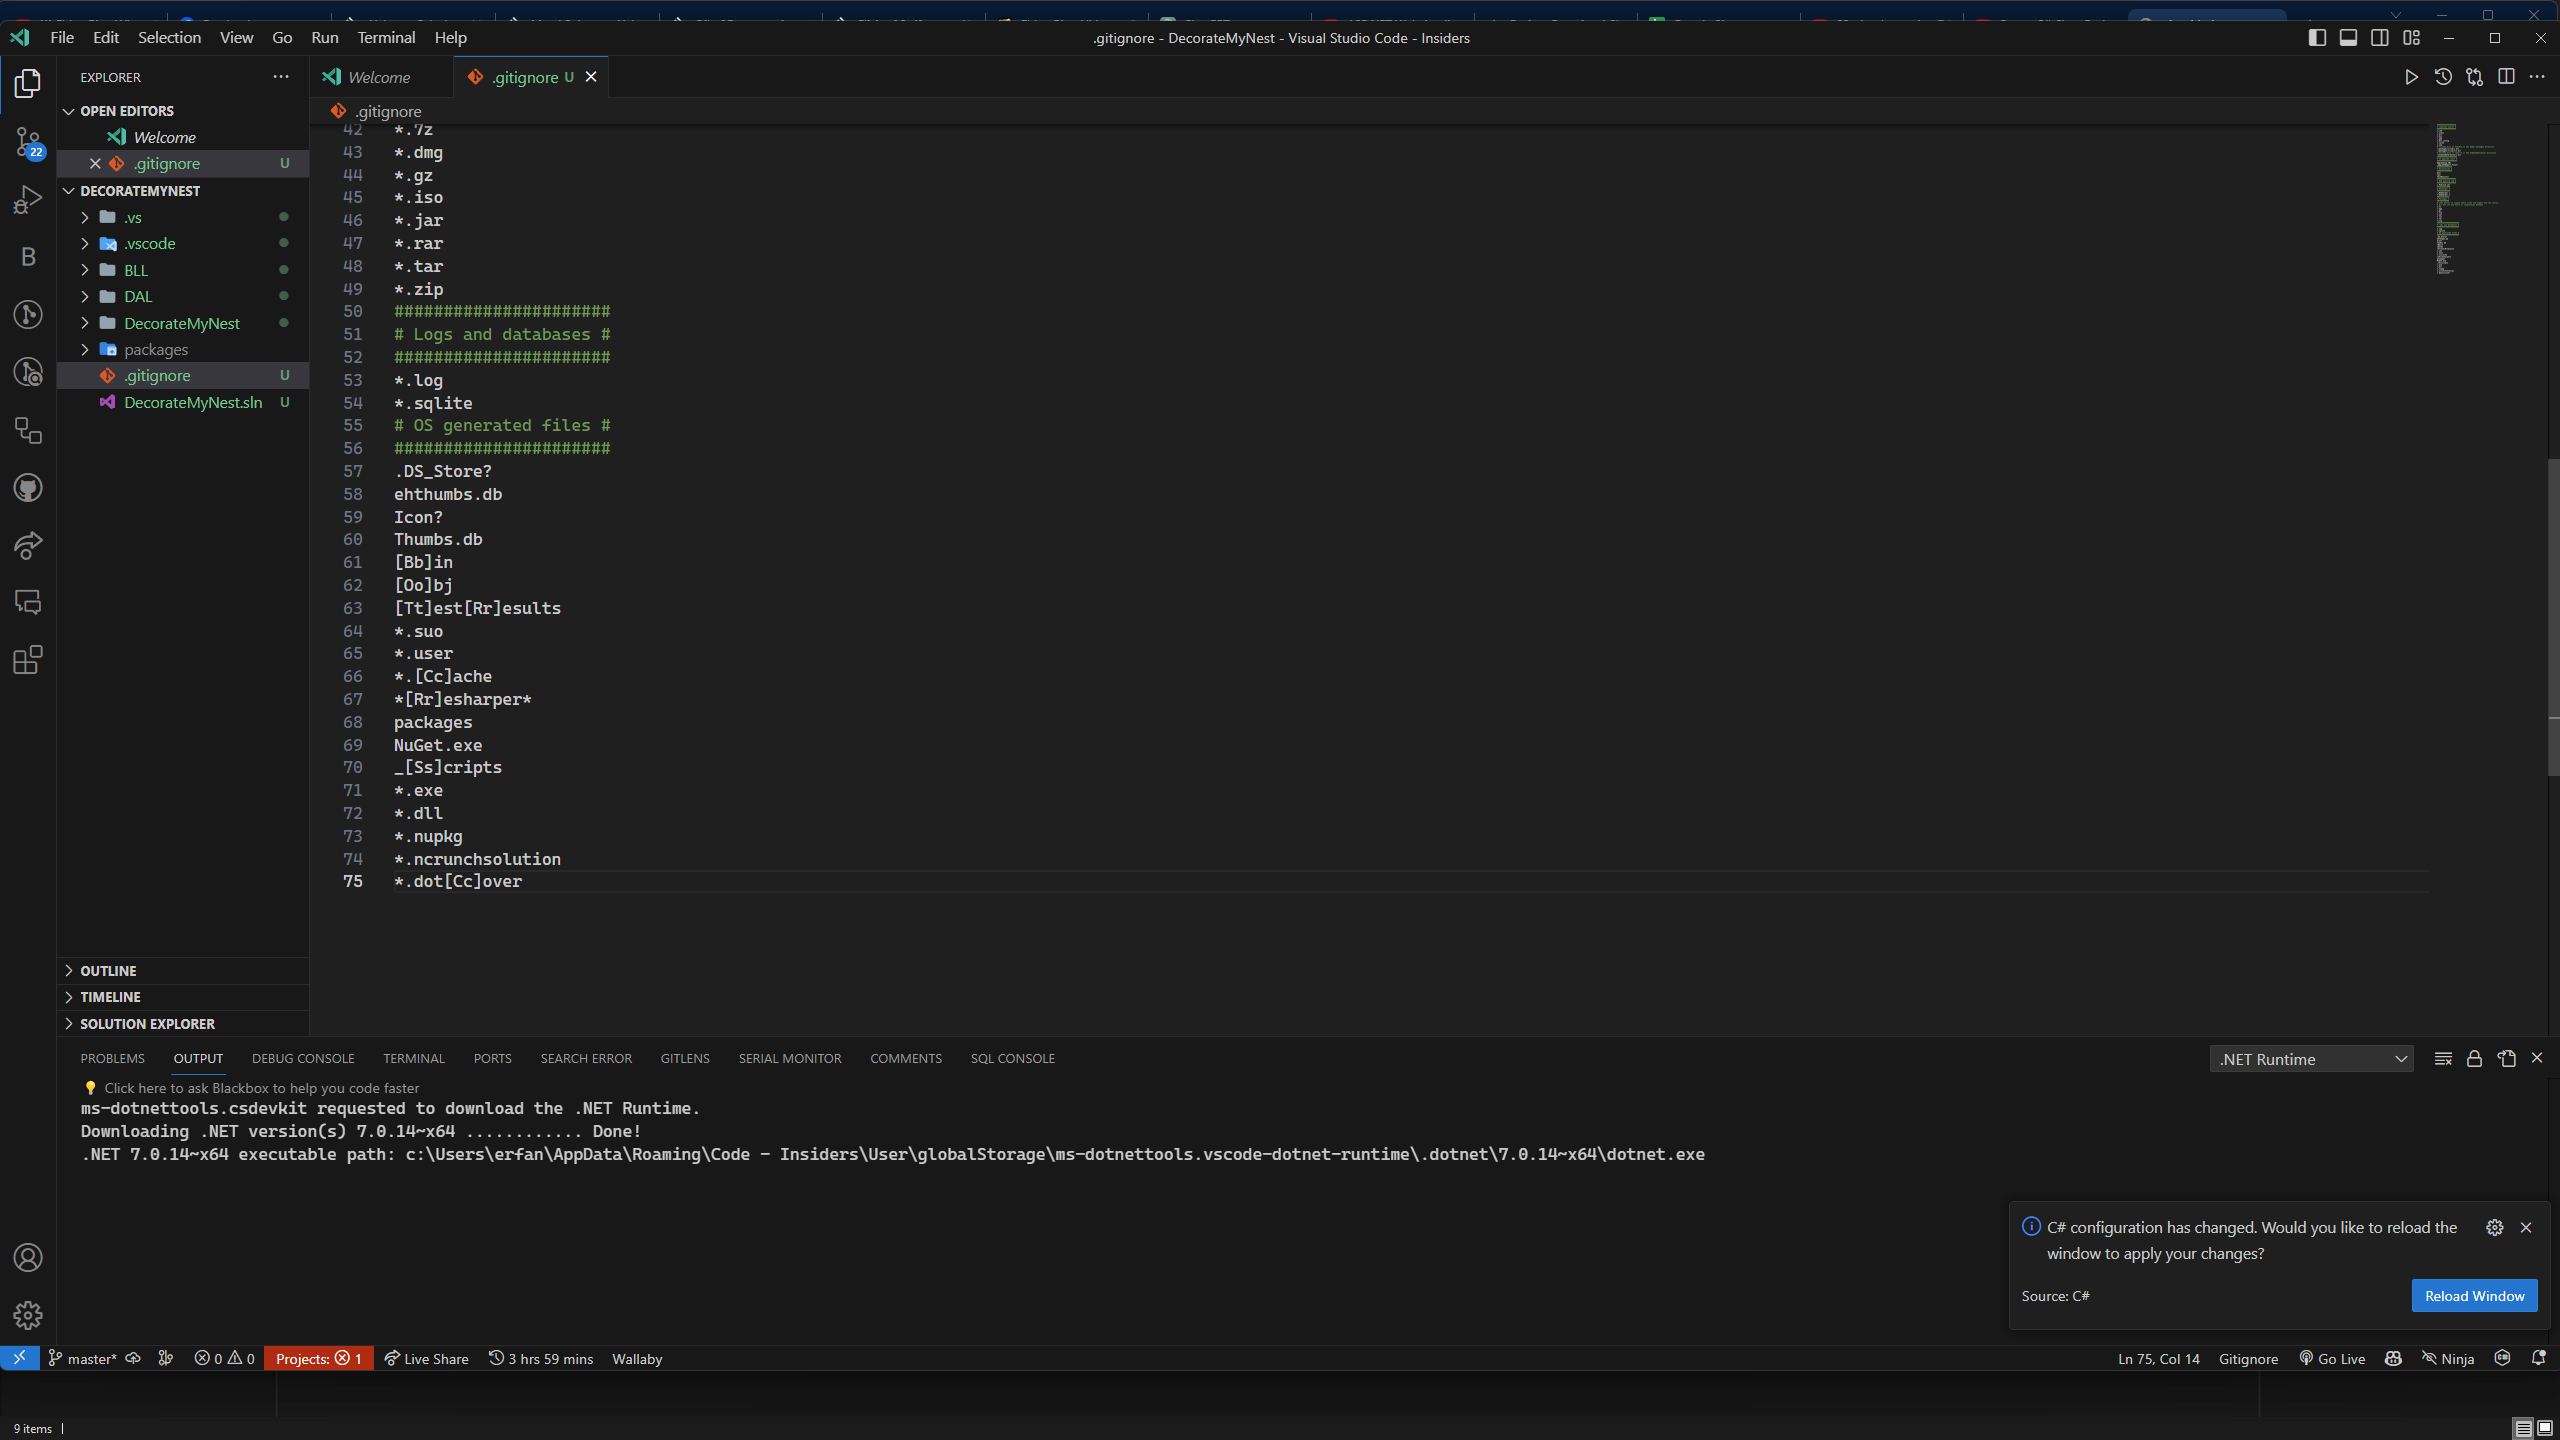 File Edit Selection View Go Run Terminal Help
.gitignore - DecorateMyNest - Visual Studio Code - Insiders
EXPLORER
OPEN EDITORS
Welcome
.gitignore U
DECORATEMYNEST
.vs
.vscode
BLL
DAL
DecorateMyNest
packages
.gitignore U
DecorateMyNest.sln U
OUTLINE
TIMELINE
SOLUTION EXPLORER
22
B
Welcome
.gitignore U
.gitignore
42 *.7z
43 *.dmg
44 *.gz
45 *.iso
46 *.jar
47 *.rar
48 *.tar
49 *.zip
50 ######################
51 # Logs and databases #
52 ######################
53 *.log
54 *.sqlite
55 # OS generated files #
56 ######################
57 .DS_Store?
58 ehthumbs.db
59 Icon?
60 Thumbs.db
61 [Bb]in
62 [Oo]bj
63 [Tt]est[Rr]esults
64 *.suo
65 *.user
66 *.[Cc]ache
67 *[Rr]esharper*
68 packages
69 NuGet.exe
70 _[Ss]cripts
71 *.exe
72 *.dll
73 *.nupkg
74 *.ncrunchsolution
75 *.dot[Cc]over
PROBLEMS OUTPUT DEBUG CONSOLE TERMINAL PORTS SEARCH ERROR GITLENS SERIAL MONITOR COMMENTS SQL CONSOLE
.NET Runtime
Click here to ask Blackbox to help you code faster
ms-dotnettools.csdevkit requested to download the .NET Runtime.
Downloading .NET version(s) 7.0.14~x64 ............ Done!
.NET 7.0.14~x64 executable path: c:\Users\erfan\AppData\Roaming\Code - Insiders\User\globalStorage\ms-dotnettools.vscode-dotnet-runtime\.dotnet\7.0.14~x64\dotnet.exe
C# configuration has changed. Would you like to reload the
window to apply your changes?
Source: C#
Reload Window
master* 0 0 Projects: 1 Live Share 3 hrs 59 mins Wallaby
Ln 75, Col 14 Gitignore Go Live Ninja
9 items